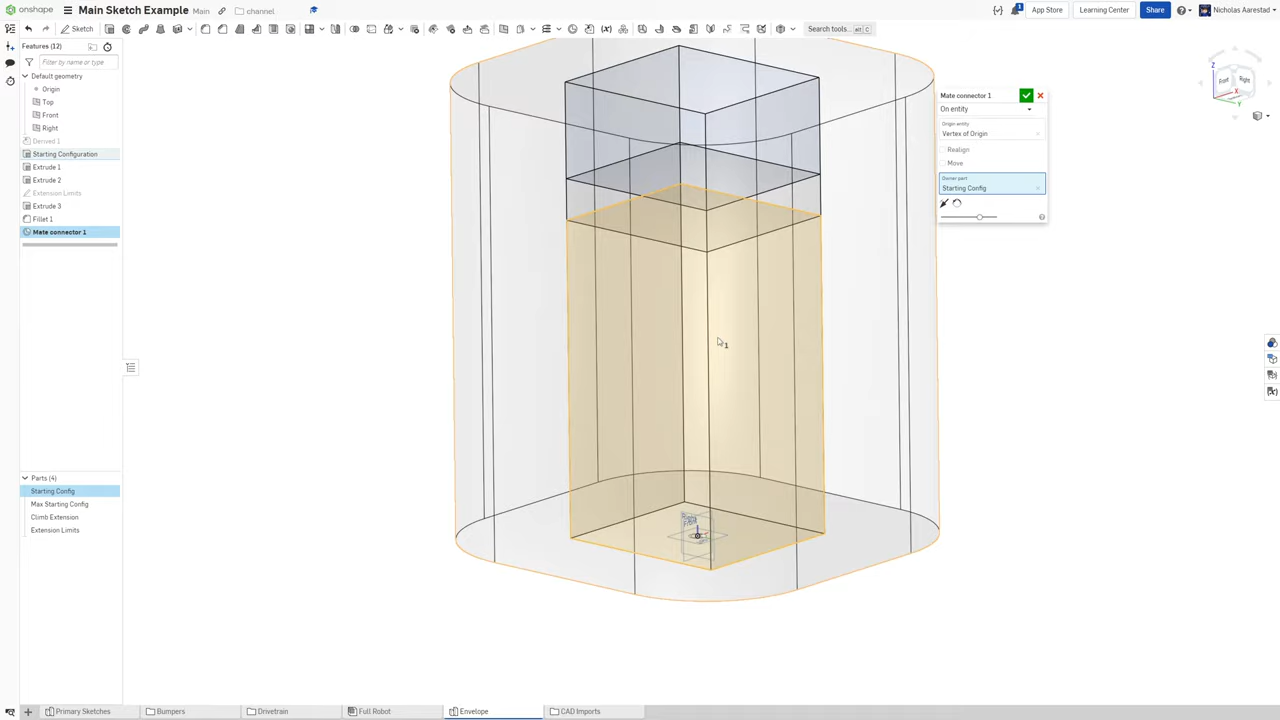 onshape Main Sketch Example Main channel App Store Learning Center Share Nicholas Aarestad
Sketch Search tools... alt C
Features (12)
Filter by name or type
Default geometry
Origin
Top
Front
Right
Derived 1
Starting Configuration
Extrude 1
Extrude 2
Extension Limits
Extrude 3
Fillet 1
Mate connector 1
Parts (4)
Starting Config
Max Starting Config
Climb Extension
Extension Limits
Z
Front
Right
X
Y
Mate connector 1
On entity
Origin entity
Vertex of Origin
Realign
Move
Owner part
Starting Config
1
Primary Sketches Bumpers Drivetrain Full Robot Envelope CAD Imports